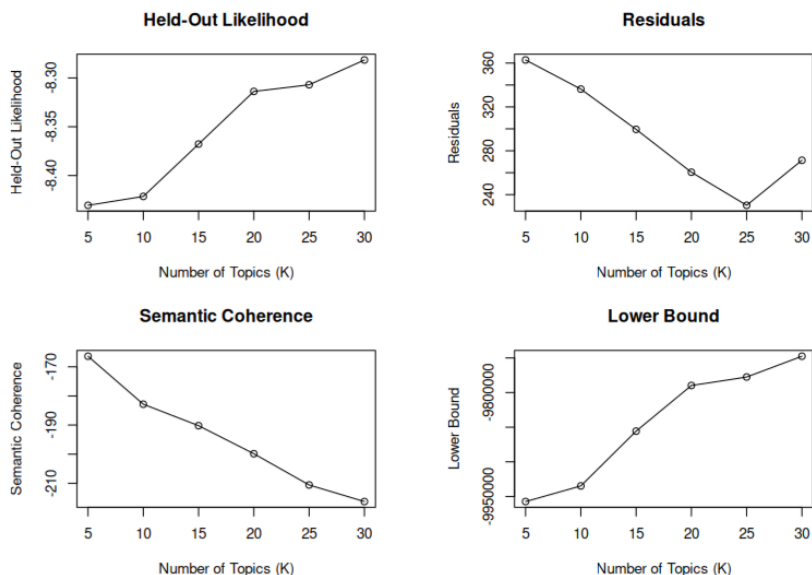 Held-Out Likelihood
Held-Out Likelihood
-8.30
-8.35
-8.40
5 10 15 20 25 30
Number of Topics (K)
Residuals
Residuals
360
320
280
240
5 10 15 20 25 30
Number of Topics (K)
Semantic Coherence
Semantic Coherence
-170
-190
-210
5 10 15 20 25 30
Number of Topics (K)
Lower Bound
Lower Bound
-9800000
-9950000
5 10 15 20 25 30
Number of Topics (K)